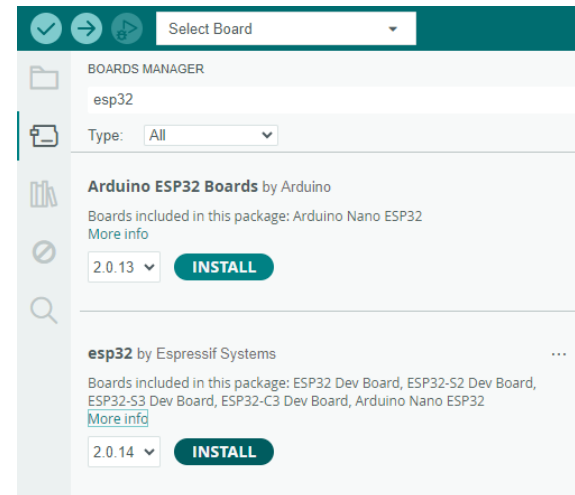 Select Board
BOARDS MANAGER
esp32
Type: All
Arduino ESP32 Boards by Arduino
Boards included in this package: Arduino Nano ESP32
More info
2.0.13 INSTALL
esp32 by Espressif Systems
...
Boards included in this package: ESP32 Dev Board, ESP32-S2 Dev Board,
ESP32-S3 Dev Board, ESP32-C3 Dev Board, Arduino Nano ESP32
More info
2.0.14 INSTALL